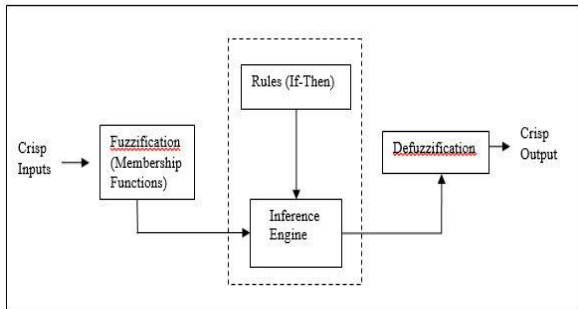 Rules (If-Then)
Crisp
Inputs
Fuzzification
(Membership
Functions)
Inference
Engine
Defuzzification
Crisp
Output